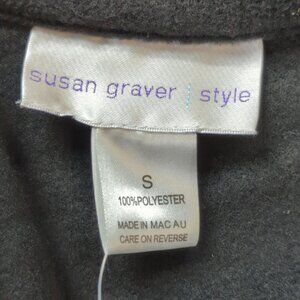 susan graver | style
S
100%POLYESTER
MADE IN MAC AU
CARE ON REVERSE